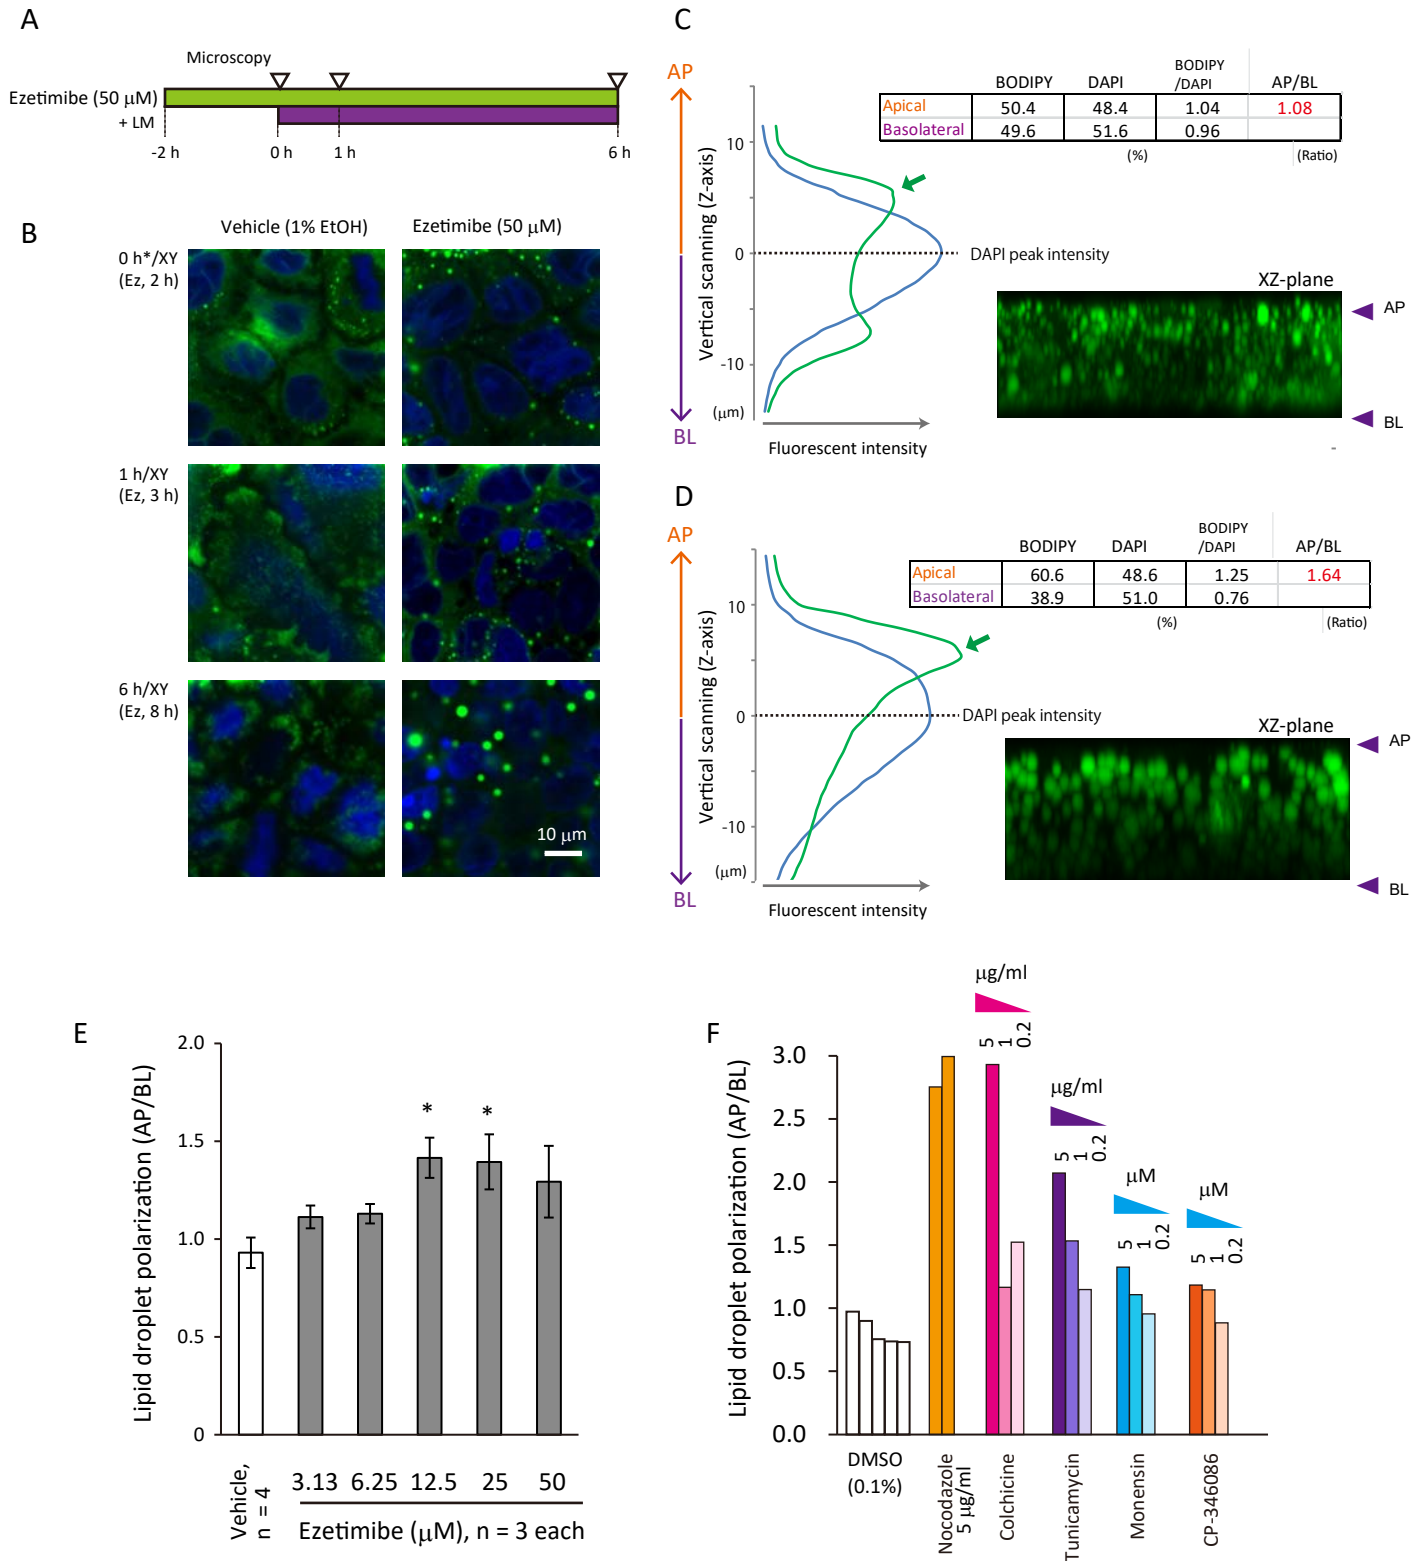 A
Microscopy
Ezetimibe (50 μM)
+ LM
-2 h
0 h
1 h
6 h
B
Vehicle (1% EtOH)
Ezetimibe (50 μM)
0 h*/XY
(Ez, 2 h)
1 h/XY
(Ez, 3 h)
6 h/XY
(Ez, 8 h)
10 μm
C
AP
BL
Vertical scanning (Z-axis)
10
0
-10
(μm)
Fluorescent intensity
DAPI peak intensity
BODIPY DAPI BODIPY/DAPI AP/BL
Apical 50.4 48.4 1.04 1.08
Basolateral 49.6 51.6 0.96
(%) (Ratio)
XZ-plane
AP
BL
D
AP
BL
Vertical scanning (Z-axis)
10
0
-10
(μm)
Fluorescent intensity
DAPI peak intensity
BODIPY DAPI BODIPY/DAPI AP/BL
Apical 60.6 48.6 1.25 1.64
Basolateral 38.9 51.0 0.76
(%) (Ratio)
XZ-plane
AP
BL
E
Lipid droplet polarization (AP/BL)
2.0
1.5
1.0
0.5
0
* *
Vehicle,
n = 4
3.13 6.25 12.5 25 50
Ezetimibe (μM), n = 3 each
F
Lipid droplet polarization (AP/BL)
3.0
2.5
2.0
1.5
1.0
0.5
0.0
μg/ml
5 1 0.2
μg/ml
5 1 0.2
μM
5 1 0.2
μM
5 1 0.2
DMSO
(0.1%)
Nocodazole
5 μg/ml
Colchicine
Tunicamycin
Monensin
CP-346086